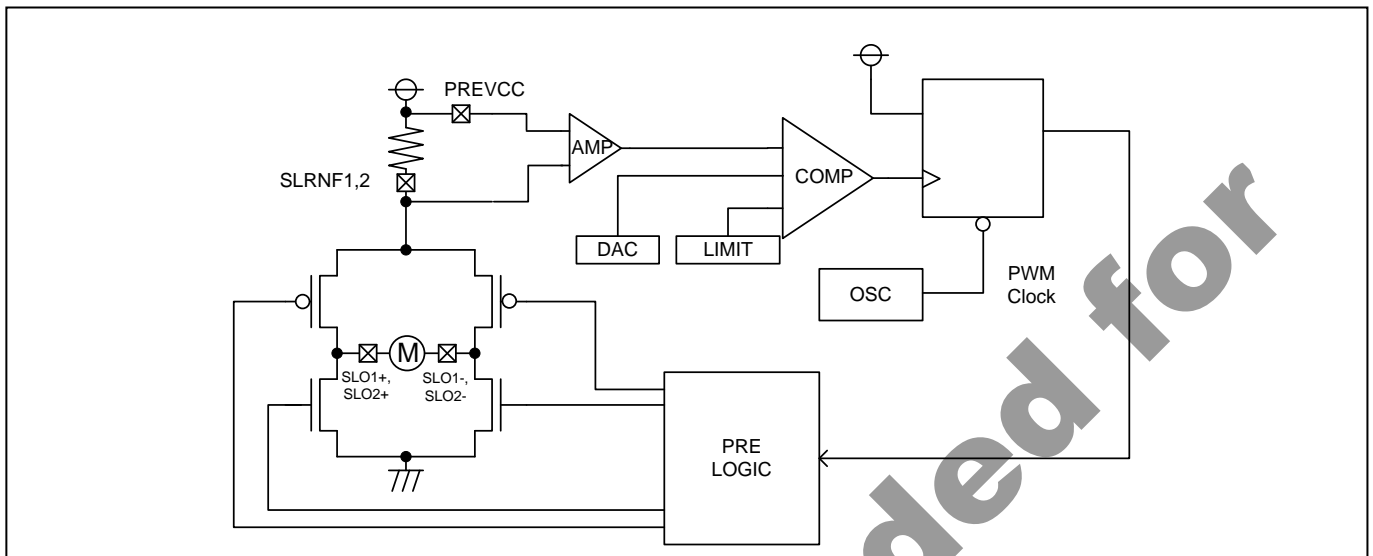 PREVCC
AMP
SLRNF1,2
COMP
DAC
LIMIT
OSC
PWM
Clock
M
SLO1+,
SLO2+
SLO1-,
SLO2-
PRE
LOGIC
ded for